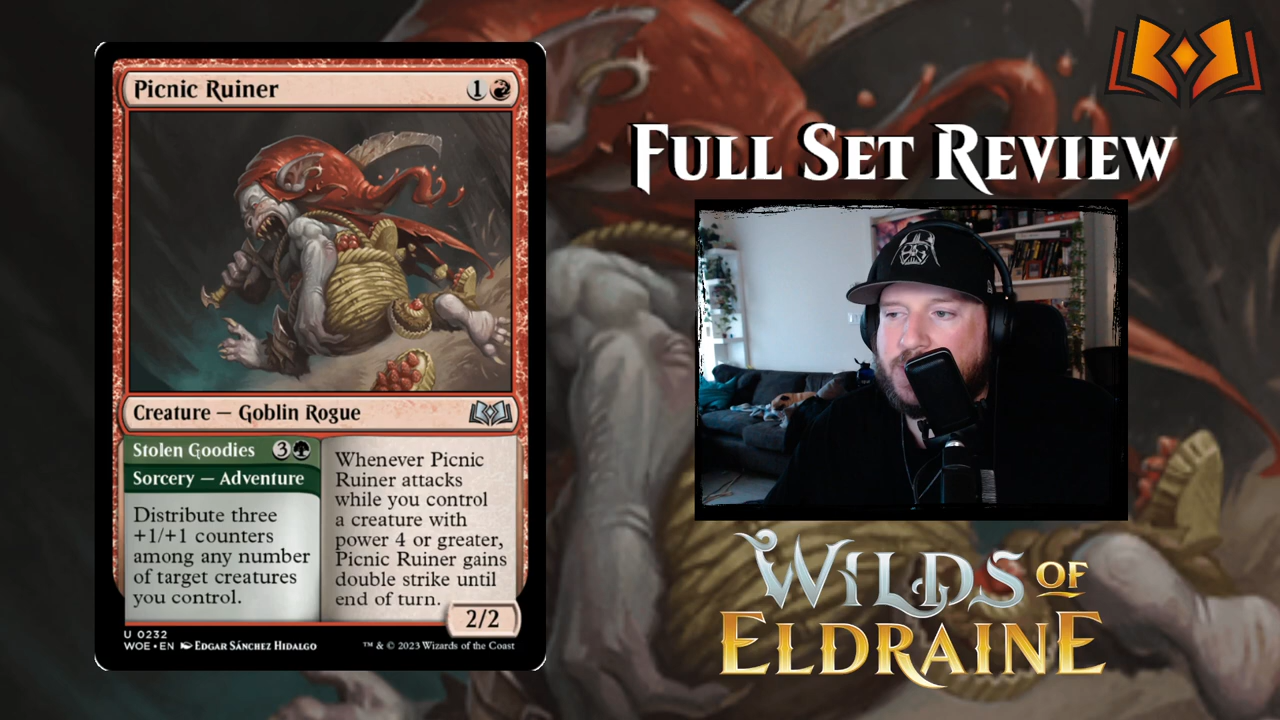 Picnic Ruiner 1
Creature — Goblin Rogue
Stolen Goodies 3
Sorcery — Adventure
Distribute three
+1/+1 counters
among any number
of target creatures
you control.
Whenever Picnic
Ruiner attacks
while you control
a creature with
power 4 or greater,
Picnic Ruiner gains
double strike until
end of turn.
2/2
U 0232
WOE • EN Edgar Sánchez Hidalgo
™ & © 2023 Wizards of the Coast
Full Set Review
Wilds of
Eldraine